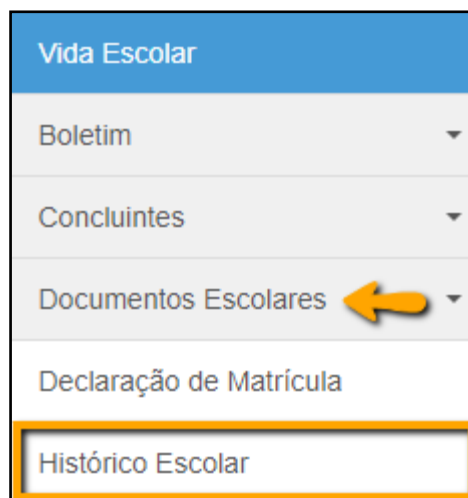 Vida Escolar
Boletim
Concluintes
Documentos Escolares
Declaração de Matrícula
Histórico Escolar